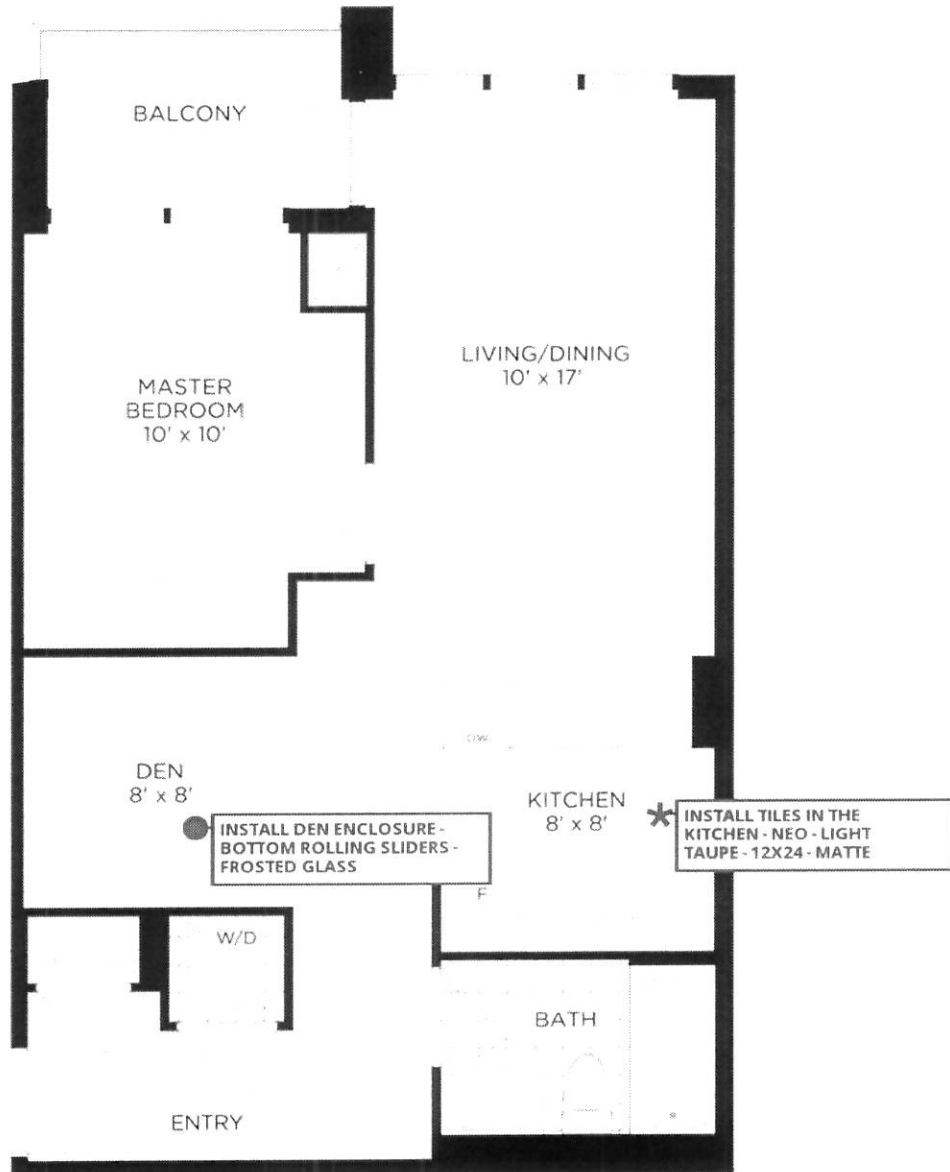 BALCONY
LIVING/DINING
10' x 17'
MASTER
BEDROOM
10' x 10'
DW
DEN
8' x 8'
KITCHEN
8' x 8'
INSTALL DEN ENCLOSURE -
BOTTOM ROLLING SLIDERS -
FROSTED GLASS
INSTALL TILES IN THE
KITCHEN - NEO - LIGHT
TAUPE - 12X24 - MATTE
F
W/D
BATH
ENTRY